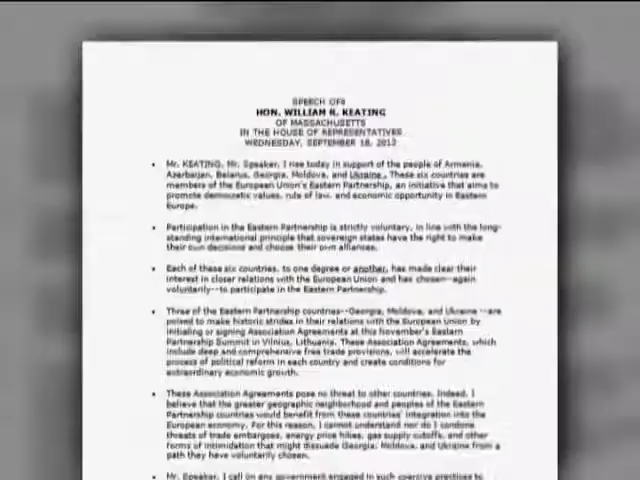 SPEECH OF
HON. WILLIAM R. KEATING
OF MASSACHUSETTS
IN THE HOUSE OF REPRESENTATIVES
WEDNESDAY, SEPTEMBER 18, 2013
• Mr. KEATING. Mr. Speaker, I rise today in support of the people of Armenia,
Azerbaijan, Belarus, Georgia, Moldova, and Ukraine. These six countries are
members of the European Union's Eastern Partnership, an initiative that aims to
promote democratic values, rule of law, and economic opportunity in Eastern
Europe.
• Participation in the Eastern Partnership is strictly voluntary, in line with the long-
standing international principle that sovereign states have the right to make
their own decisions and choose their own alliances.
• Each of these six countries, to one degree or another, has made clear their
interest in closer relations with the European Union and has chosen--again
voluntarily--to participate in the Eastern Partnership.
• Three of the Eastern Partnership countries--Georgia, Moldova, and Ukraine --are
poised to make historic strides in their relations with the European Union by
initialing or signing Association Agreements at this November's Eastern
Partnership Summit in Vilnius, Lithuania. These Association Agreements, which
include deep and comprehensive free trade provisions, will accelerate the
process of political reform in each country and create conditions for
extraordinary economic growth.
• These Association Agreements pose no threat to other countries. Indeed, I
believe that the greater geographic neighborhood and peoples of the Eastern
Partnership countries would benefit from these countries' integration into the
European economy. For this reason, I cannot understand nor do I condone
threats of trade embargoes, energy price hikes, gas supply cutoffs, and other
forms of intimidation that might dissuade Georgia, Moldova, and Ukraine from a
path they have voluntarily chosen.
• Mr. Speaker, I call on any government engaged in such coercive practices to